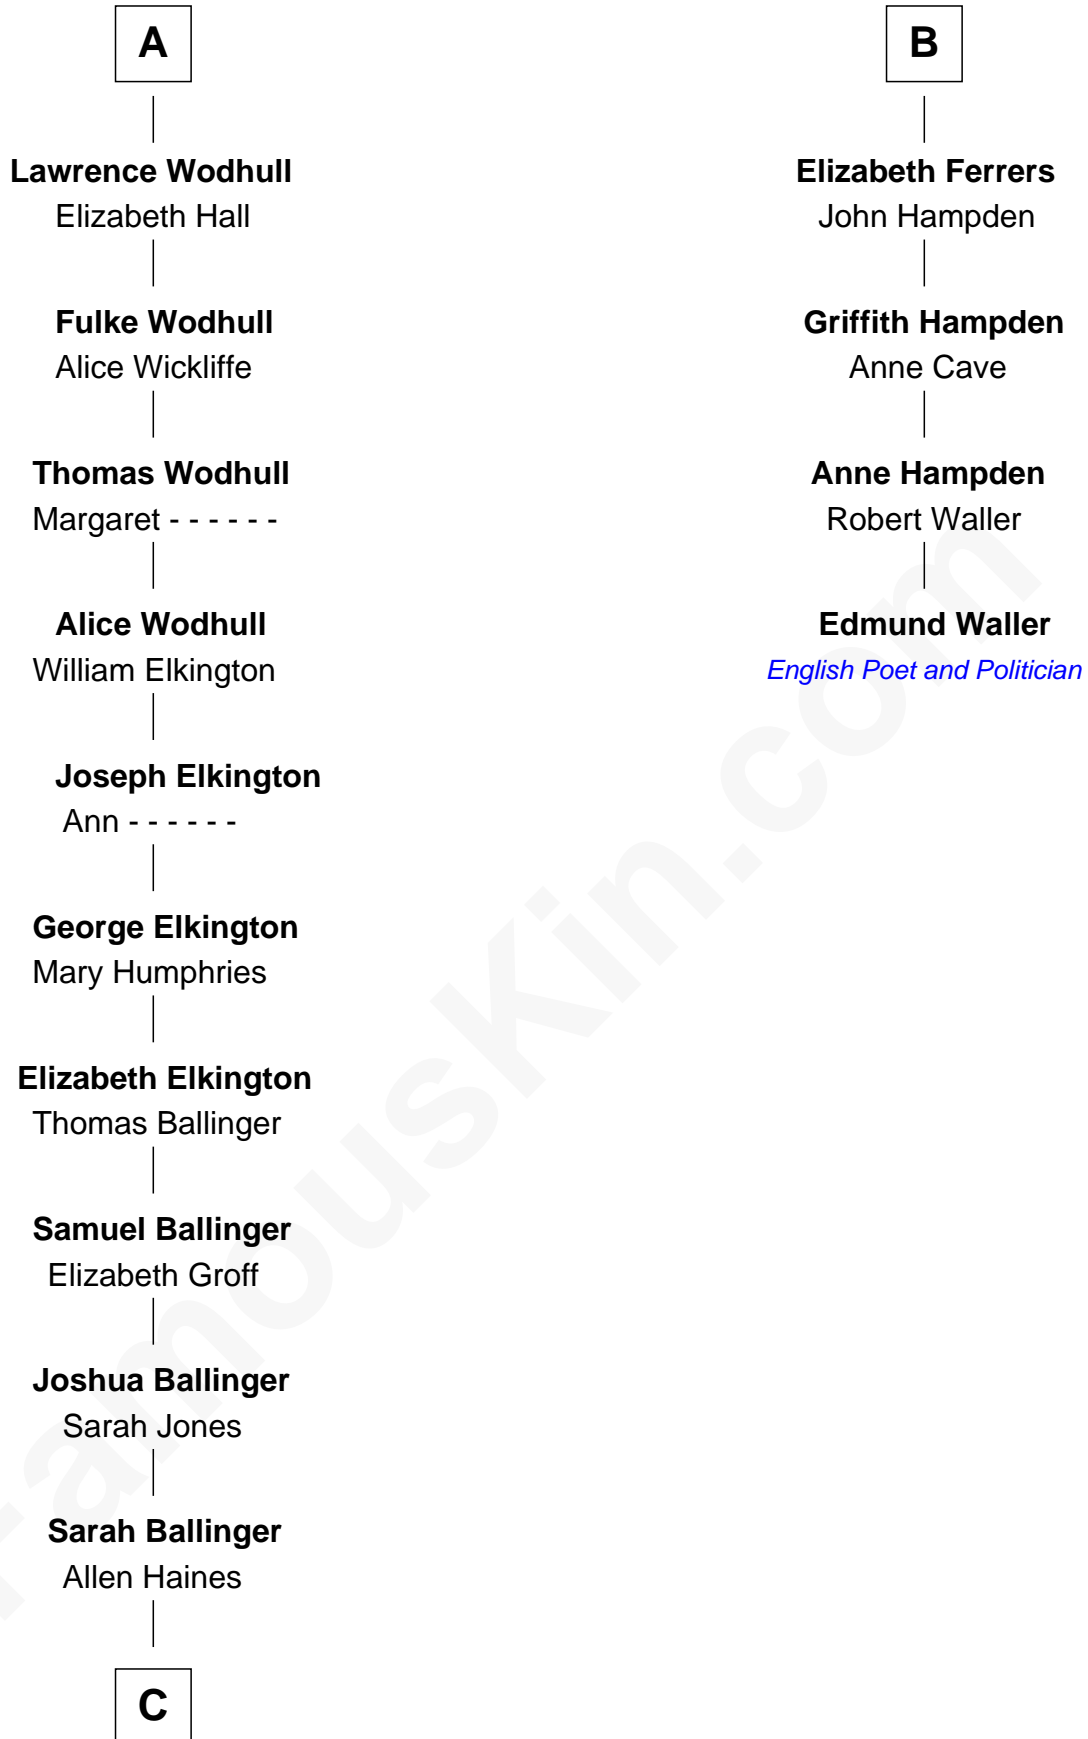 A
Lawrence Wodhull
Elizabeth Hall
Fulke Wodhull
Alice Wickliffe
Thomas Wodhull
Margaret - - - - - -
Alice Wodhull
William Elkington
Joseph Elkington
Ann - - - - - -
George Elkington
Mary Humphries
Elizabeth Elkington
Thomas Ballinger
Samuel Ballinger
Elizabeth Groff
Joshua Ballinger
Sarah Jones
Sarah Ballinger
Allen Haines
C
B
Elizabeth Ferrers
John Hampden
Griffith Hampden
Anne Cave
Anne Hampden
Robert Waller
Edmund Waller
English Poet and Politician
FamousKin.com